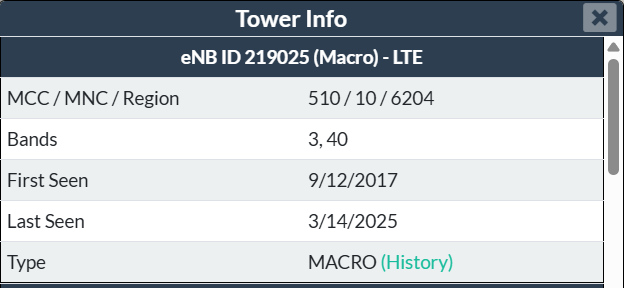 Tower Info
eNB ID 219025 (Macro) - LTE
MCC / MNC / Region 510 / 10 / 6204
Bands 3, 40
First Seen 9/12/2017
Last Seen 3/14/2025
Type MACRO (History)